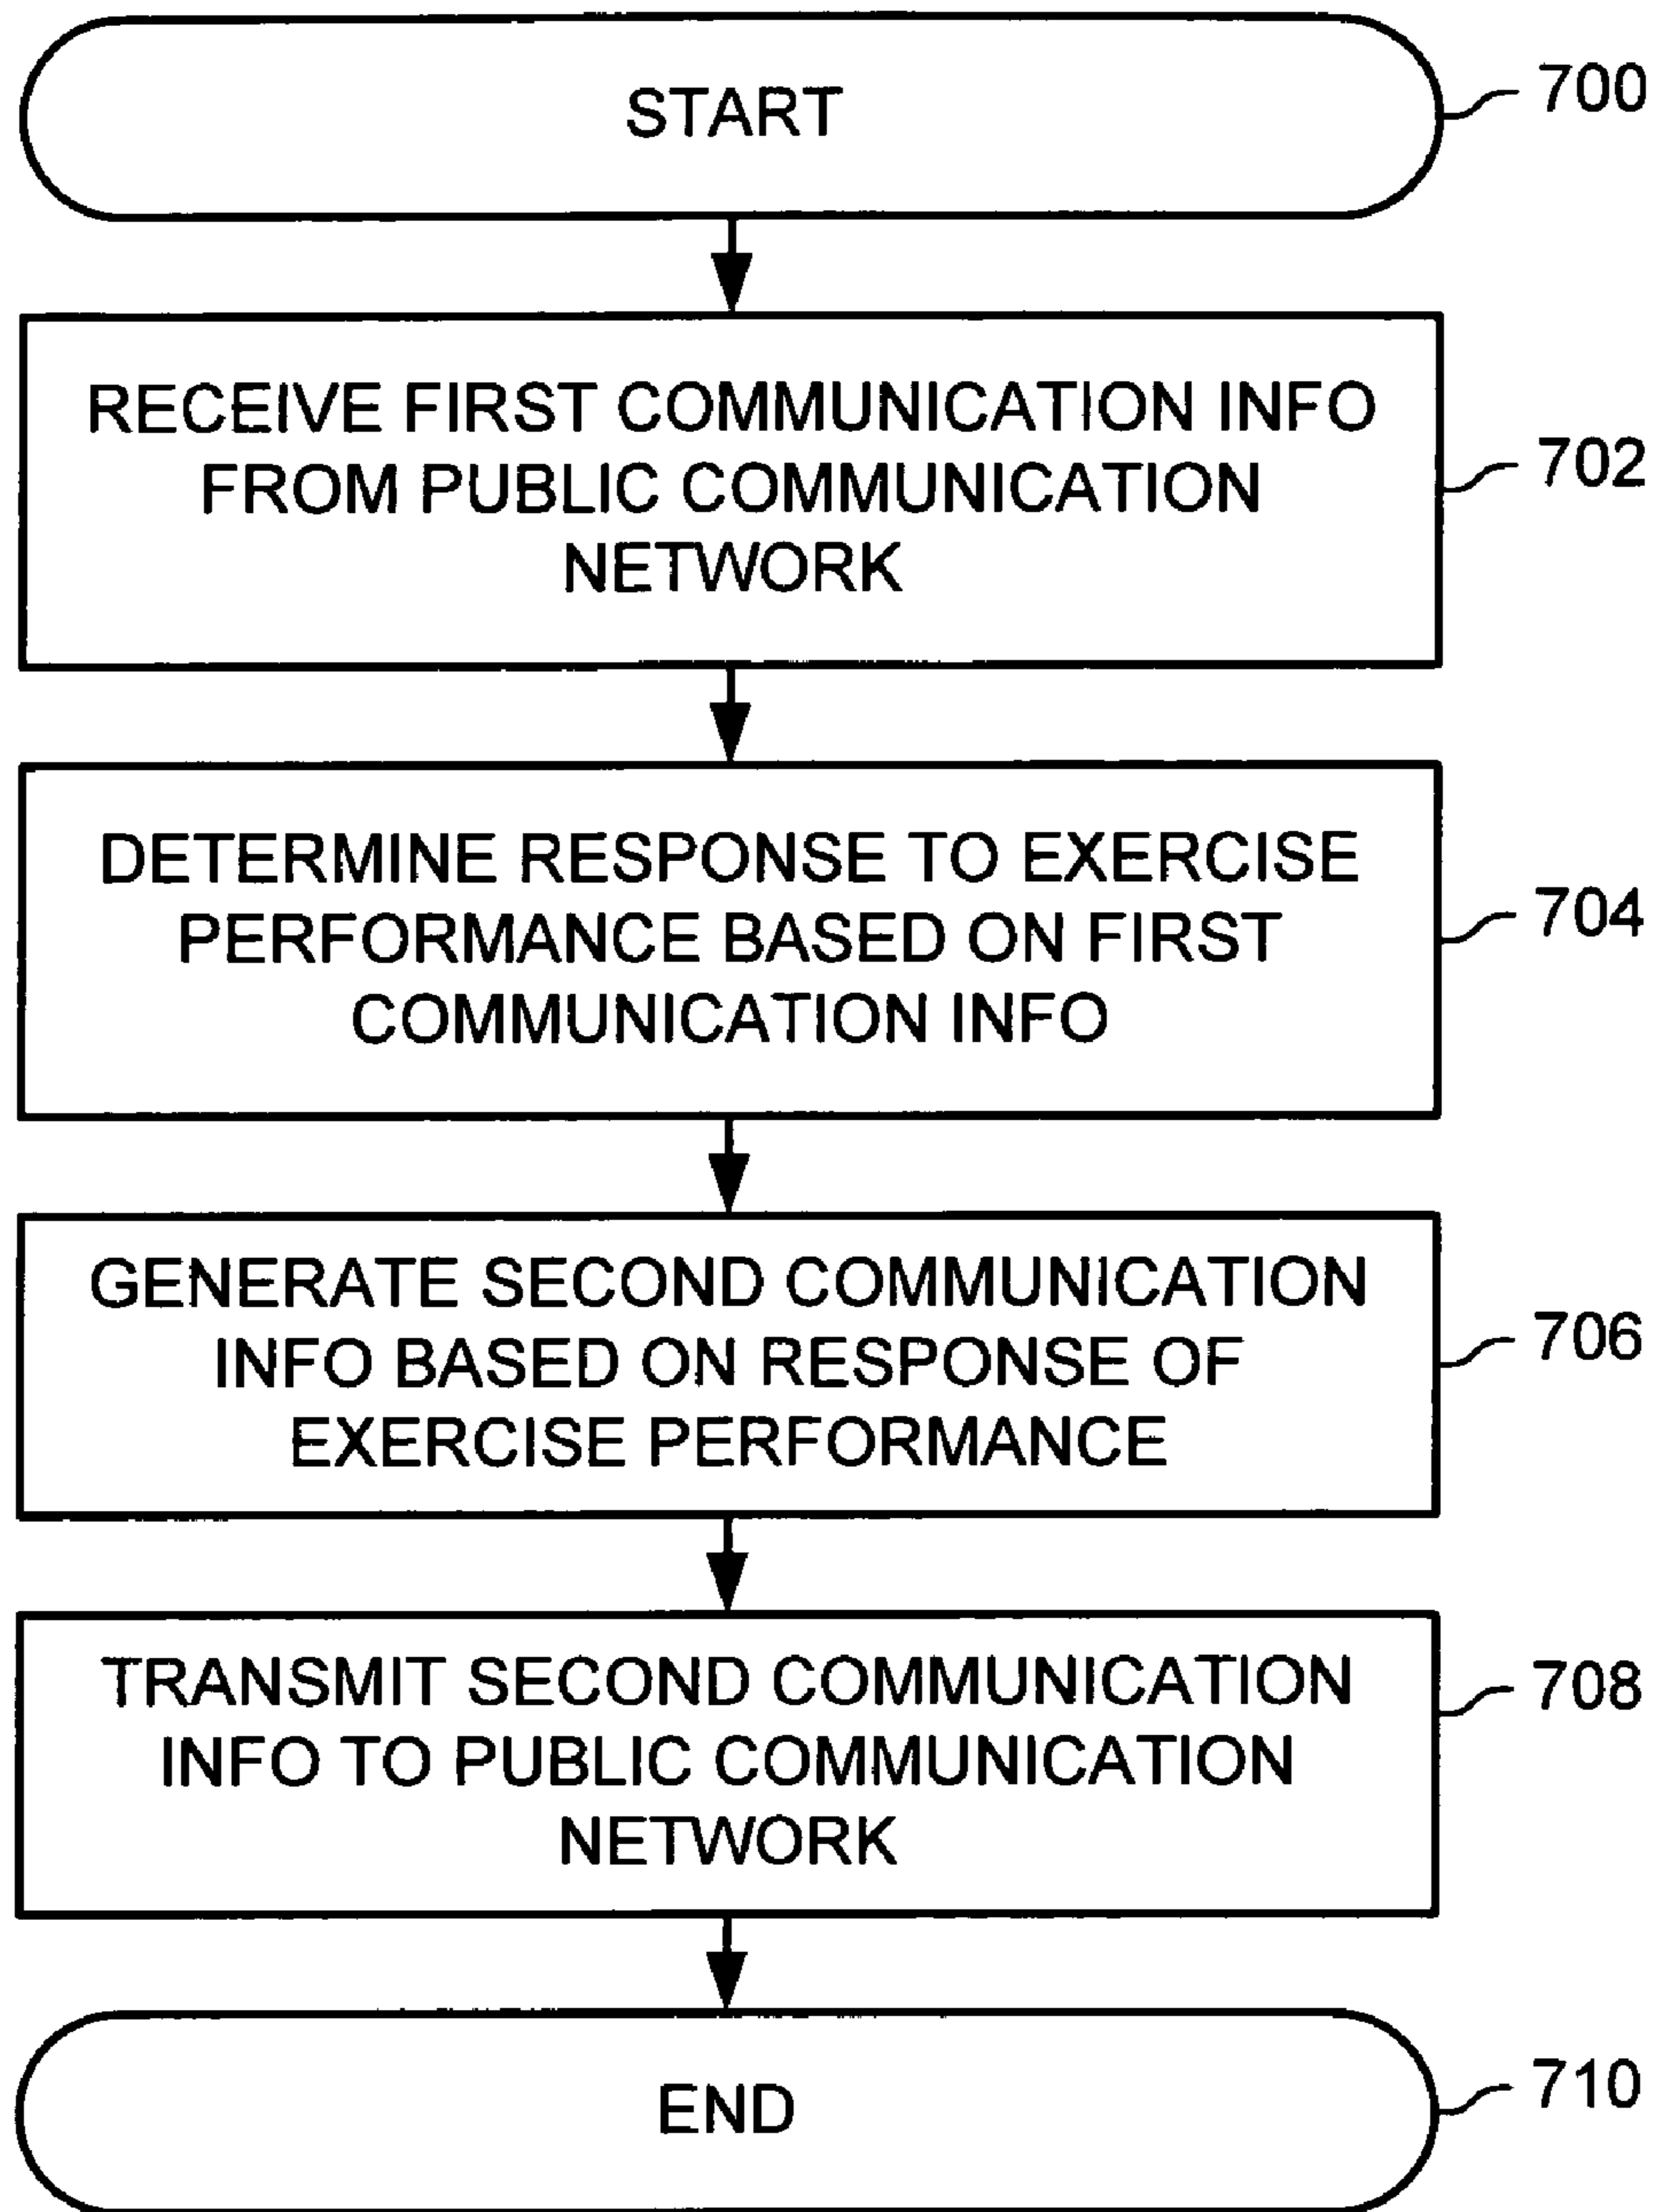 START
700
RECEIVE FIRST COMMUNICATION INFO
FROM PUBLIC COMMUNICATION
NETWORK
702
DETERMINE RESPONSE TO EXERCISE
PERFORMANCE BASED ON FIRST
COMMUNICATION INFO
704
GENERATE SECOND COMMUNICATION
INFO BASED ON RESPONSE OF
EXERCISE PERFORMANCE
706
TRANSMIT SECOND COMMUNICATION
INFO TO PUBLIC COMMUNICATION
NETWORK
708
END
710